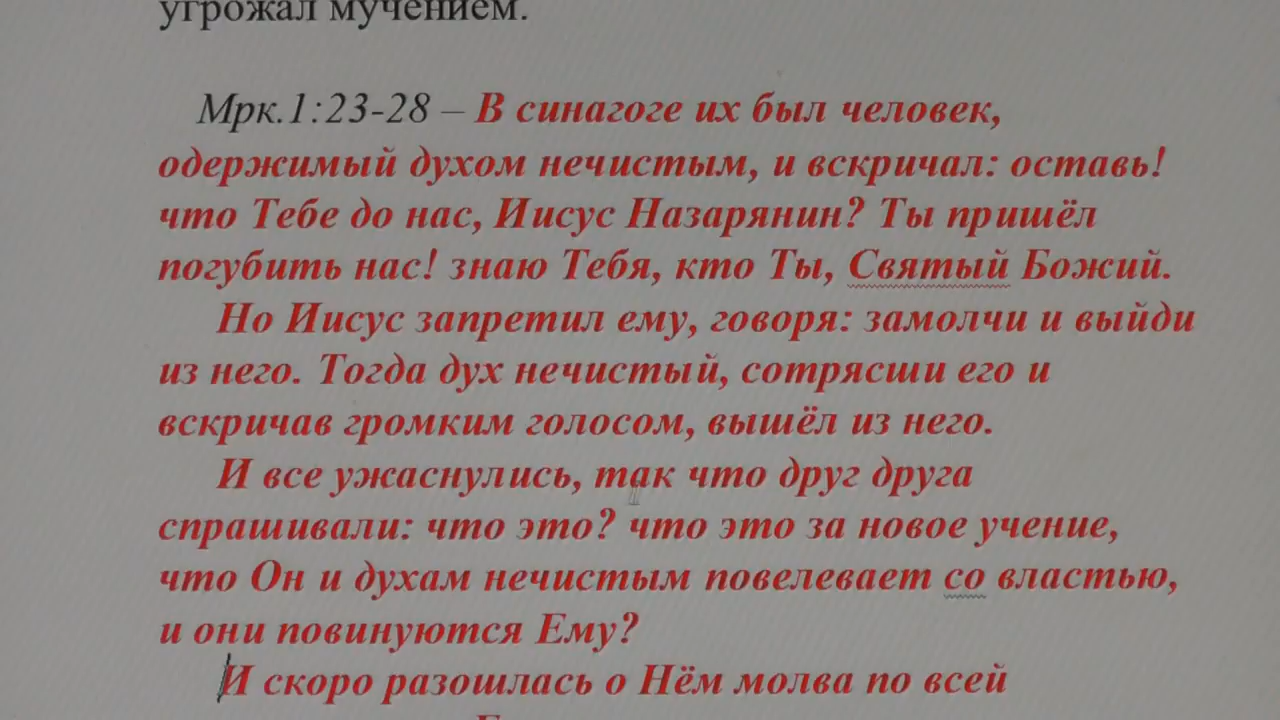 угрожал мучением.
Мрк.1:23-28 – В синагоге их был человек,
одержимый духом нечистым, и вскричал: оставь!
что Тебе до нас, Иисус Назарянин? Ты пришёл
погубить нас! знаю Тебя, кто Ты, Святый Божий.
Но Иисус запретил ему, говоря: замолчи и выйди
из него. Тогда дух нечистый, сотрясши его и
вскричав громким голосом, вышёл из него.
И все ужаснулись, так что друг друга
спрашивали: что это? что это за новое учение,
что Он и духам нечистым повелевает со властью,
и они повинуются Ему?
И скоро разошлась о Нём молва по всей